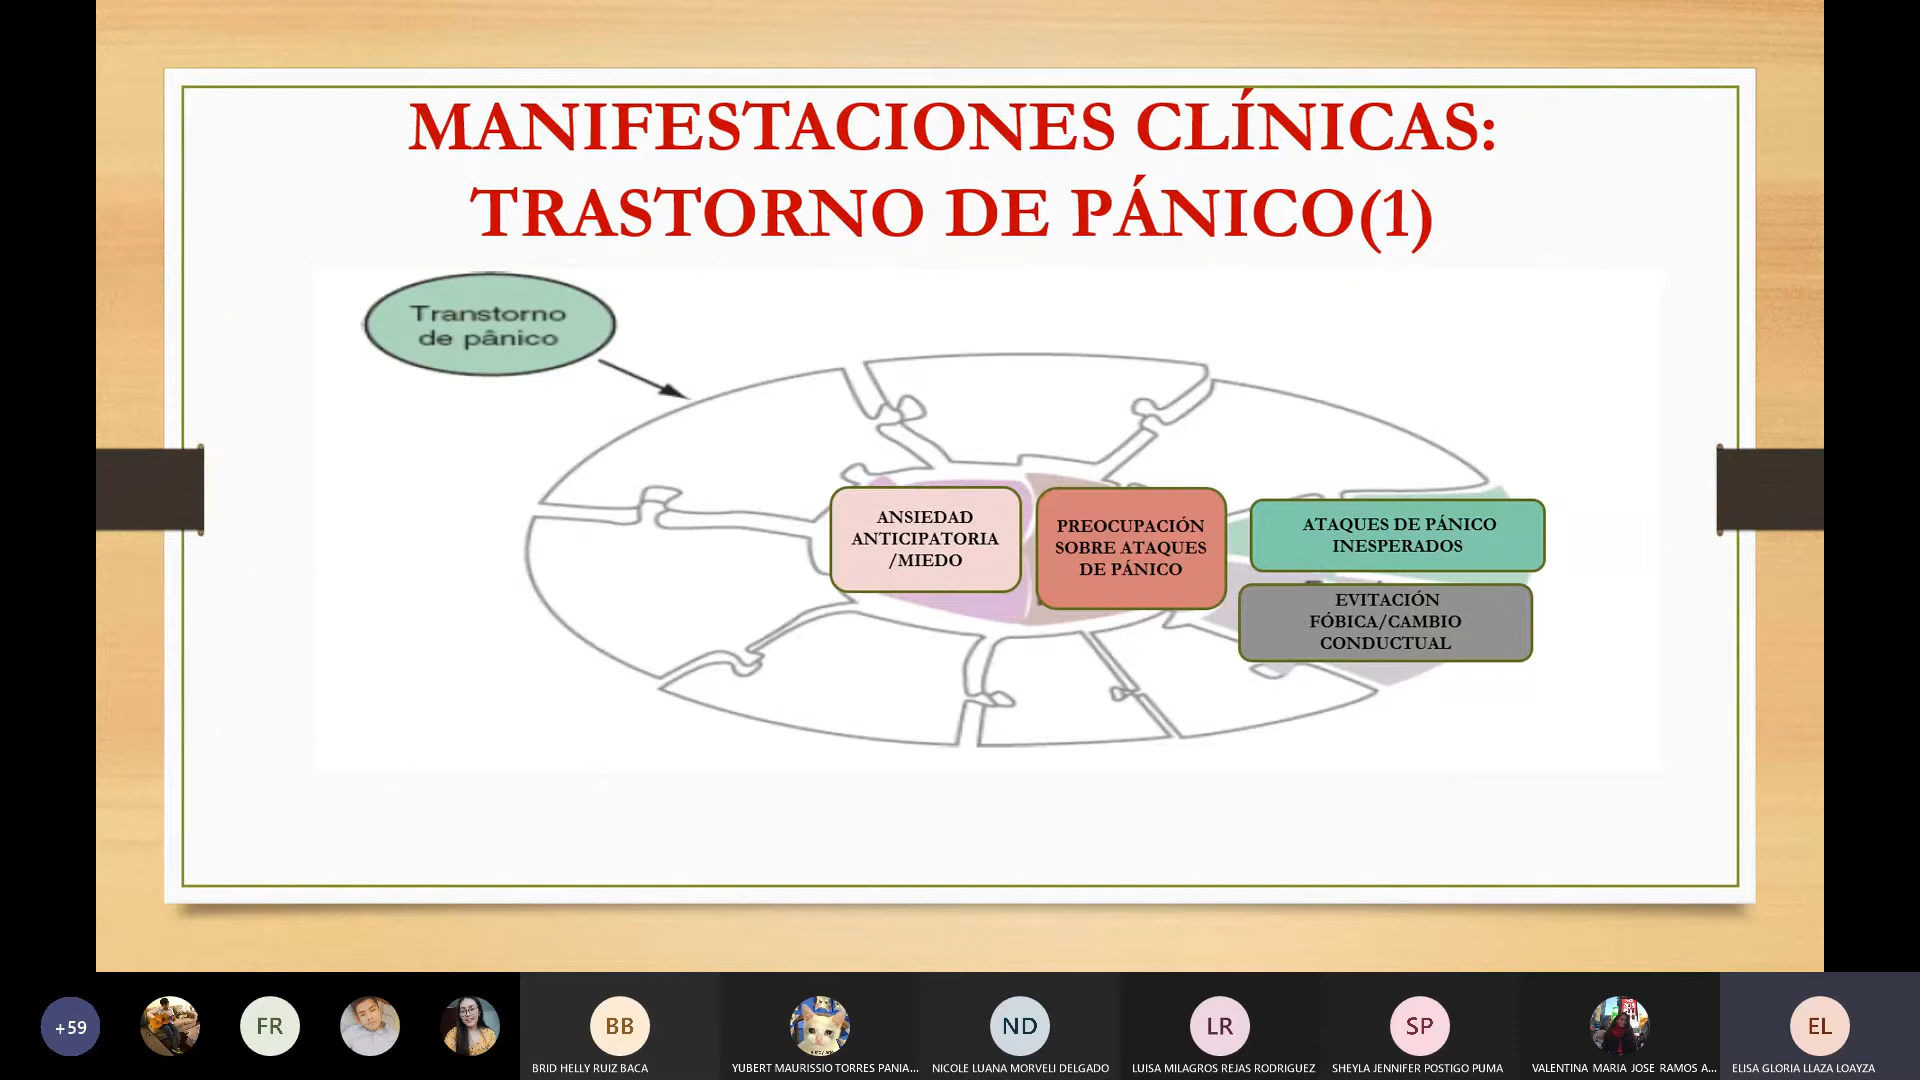 MANIFESTACIONES CLÍNICAS:
TRASTORNO DE PÁNICO(1)
Transtorno
de pânico
ANSIEDAD
ANTICIPATORIA
/MIEDO
PREOCUPACIÓN
SOBRE ATAQUES
DE PÁNICO
ATAQUES DE PÁNICO
INESPERADOS
EVITACIÓN
FÓBICA/CAMBIO
CONDUCTUAL
+59
FR
BB
ND
LR
SP
EL
BRID HELLY RUIZ BACA
YUBERT MAURISSIO TORRES PANIA...
NICOLE LUANA MORVELI DELGADO
LUISA MILAGROS REJAS RODRIGUEZ
SHEYLA JENNIFER POSTIGO PUMA
VALENTINA MARIA JOSE RAMOS A...
ELISA GLORIA LLAZA LOAYZA